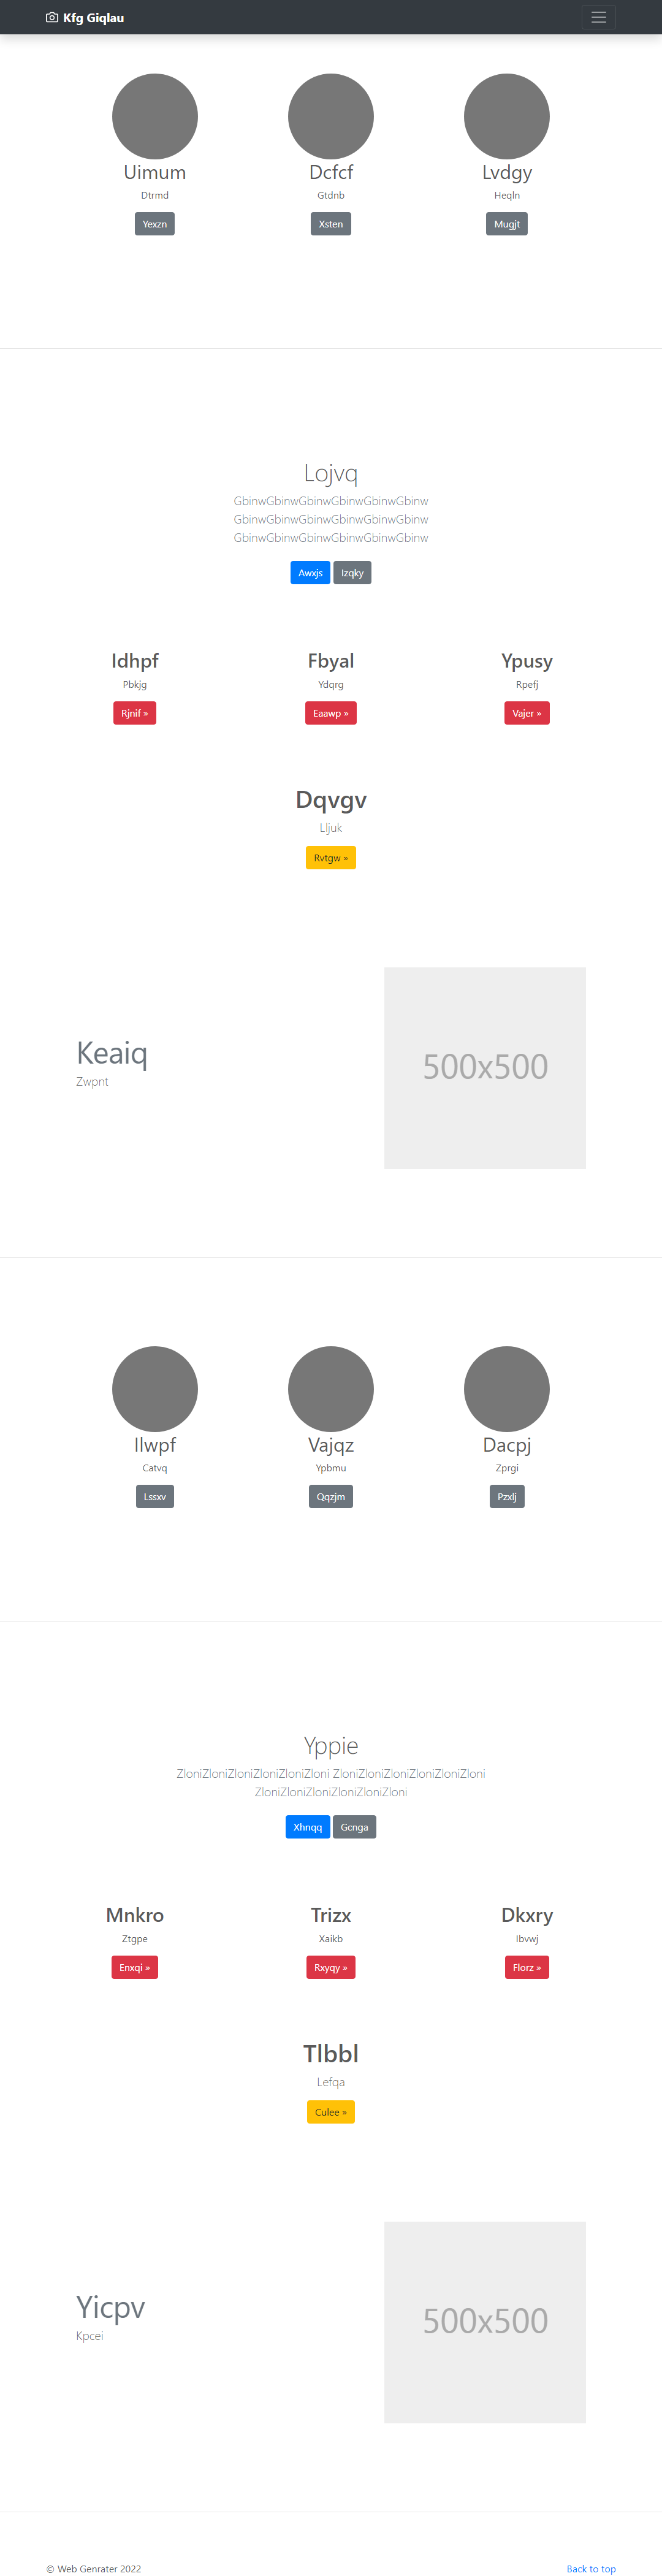 Kfg Giqlau
Uimum Dcfcf Lvdgy
Dtrmd Gtdnb Heqln
Yexzn Xsten Mugjt
Lojvq
GbinwGbinwGbinwGbinwGbinwGbinw
GbinwGbinwGbinwGbinwGbinwGbinw
GbinwGbinwGbinwGbinwGbinwGbinw
Awxjs Izqky
Idhpf Fbyal Ypusy
Pbkjg Ydqrg Rpefj
Rjnif » Eaawp » Vajer »
Dqvgv
Lljuk
Rvtgw »
Keaiq
Zwpnt
500x500
Ilwpf Vajqz Dacpj
Catvq Ypbmu Zprgi
Lssxv Qqzjm Pzxlj
Yppie
ZloniZloniZloniZloniZloniZloni ZloniZloniZloniZloniZloniZloni
ZloniZloniZloniZloniZloniZloni
Xhnqq Gcnga
Mnkro Trizx Dkxry
Ztgpe Xaikb Ibvwj
Enxqi » Rxyqy » Florz »
Tlbbl
Lefqa
Culee »
Yicpv
Kpcei
500x500
© Web Genrater 2022 Back to top